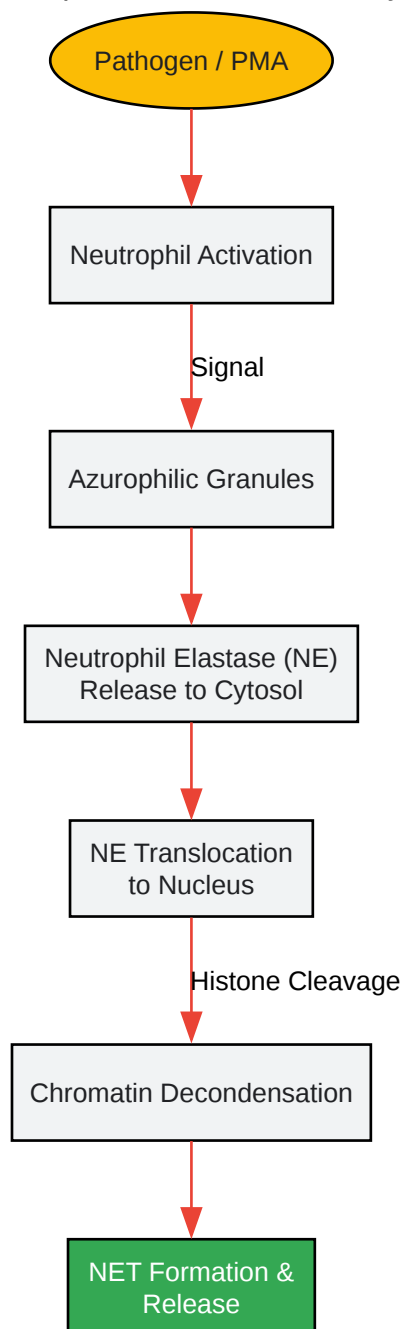 Pathogen / PMA
Neutrophil Activation
Signal
Azurophilic Granules
Neutrophil Elastase (NE)
Release to Cytosol
NE Translocation
to Nucleus
Histone Cleavage
Chromatin Decondensation
NET Formation &
Release